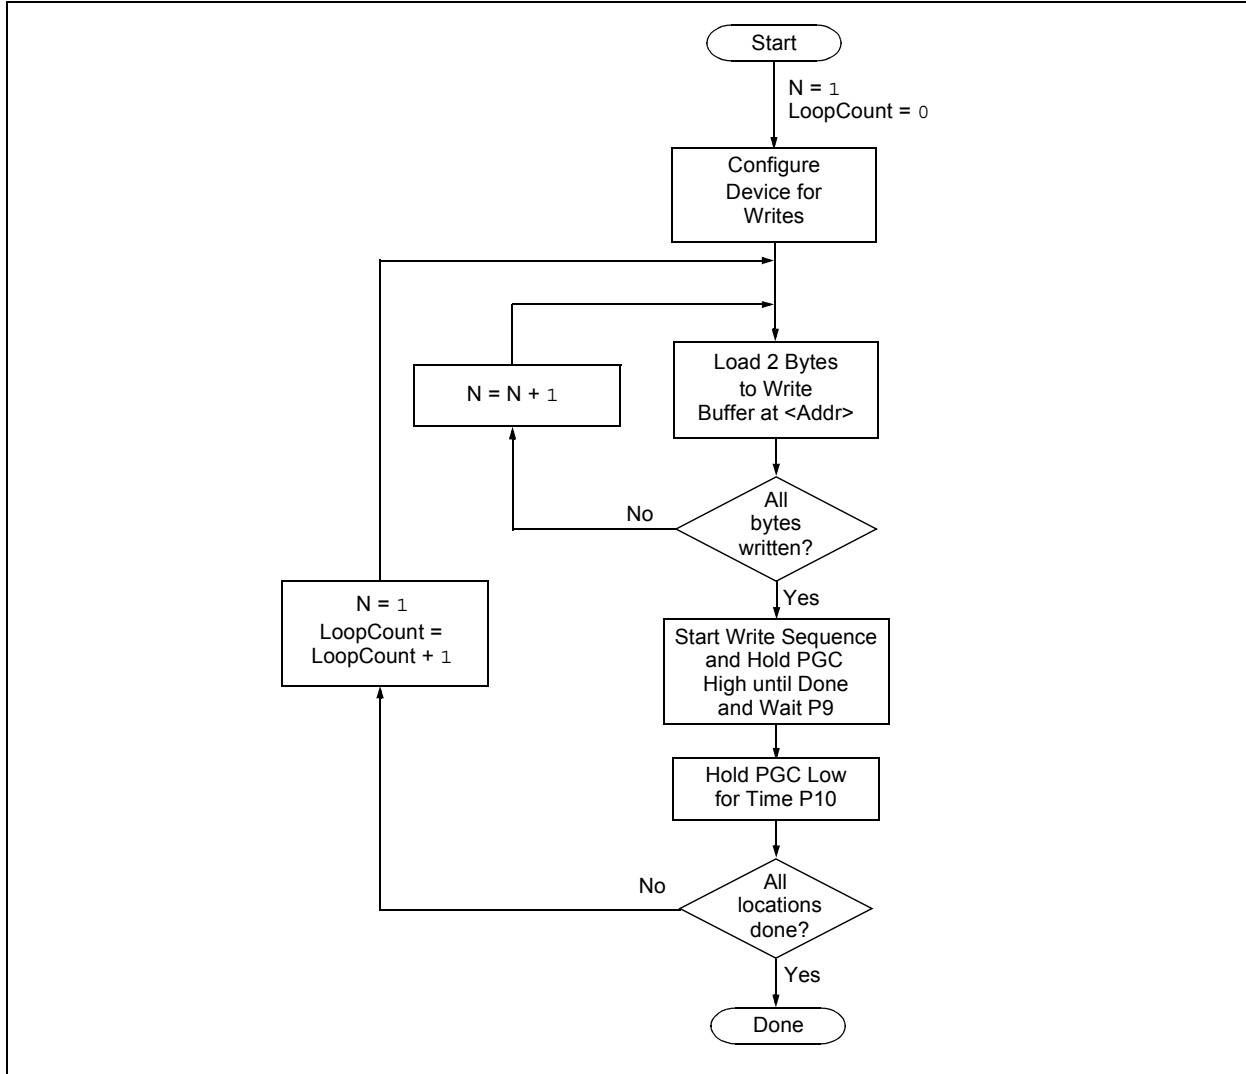 Start
N = 1
LoopCount = 0
Configure
Device for
Writes
Load 2 Bytes
to Write
Buffer at <Addr>
N = N + 1
All
bytes
written?
No
Yes
N = 1
LoopCount =
LoopCount + 1
Start Write Sequence
and Hold PGC
High until Done
and Wait P9
Hold PGC Low
for Time P10
All
locations
done?
No
Yes
Done